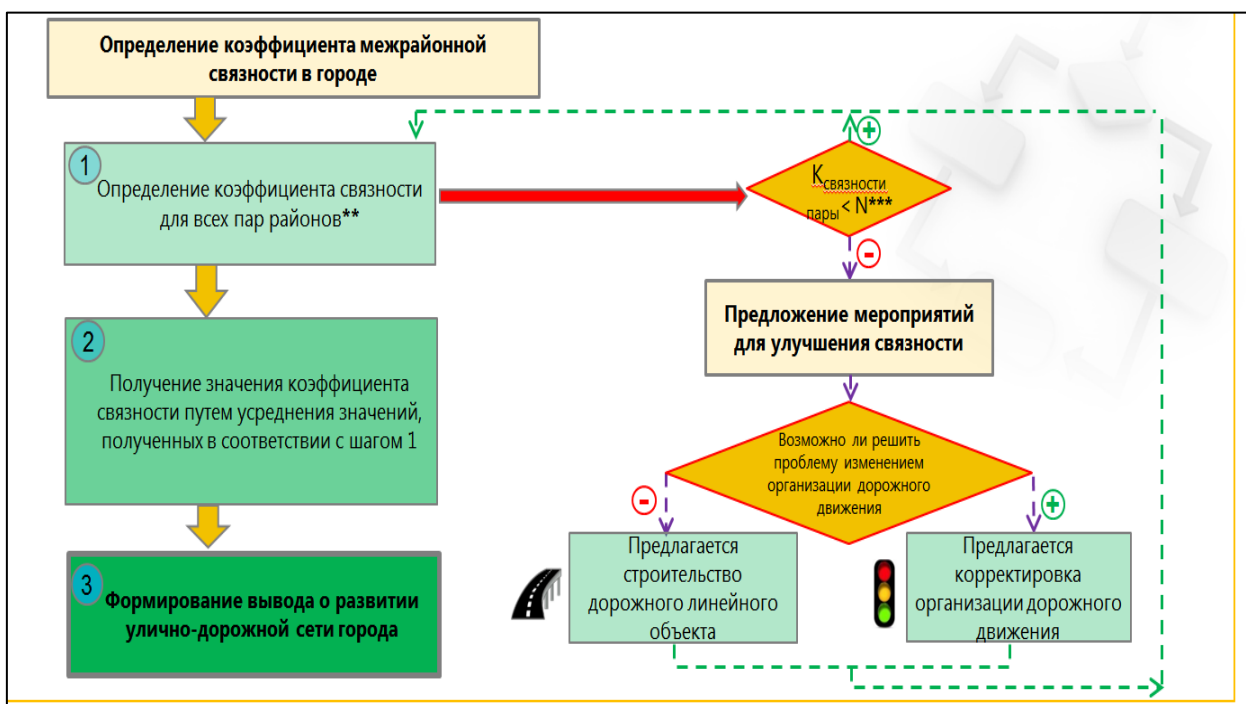 Определение коэффициента межрайонной
связности в городе
1
Определение коэффициента связности
для всех пар районов**
2
Получение значения коэффициента
связности путем усреднения значений,
полученных в соответствии с шагом 1
3
Формирование вывода о развитии
улично-дорожной сети города
+
Kсвязности
пары< N***
-
Предложение мероприятий
для улучшения связности
Возможно ли решить
проблему изменением
организации дорожного
движения
-
+
Предлагается
строительство
дорожного линейного
объекта
Предлагается
корректировка
организации дорожного
движения